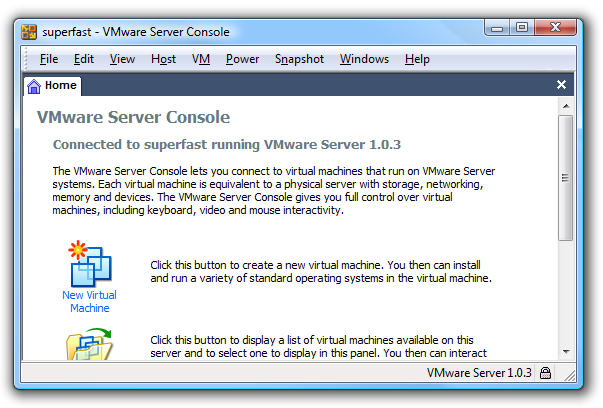 superfast - VMware Server Console
File Edit View Host VM Power Snapshot Windows Help
Home
VMware Server Console
Connected to superfast running VMware Server 1.0.3
The VMware Server Console lets you connect to virtual machines that run on VMware Server
systems. Each virtual machine is equivalent to a physical server with storage, networking,
memory and devices. The VMware Server Console gives you full control over virtual
machines, including keyboard, video and mouse interactivity.
New Virtual
Machine
Click this button to create a new virtual machine. You then can install
and run a variety of standard operating systems in the virtual machine.
Click this button to display a list of virtual machines available on this
server and to select one to display in this panel. You then can interact
VMware Server 1.0.3